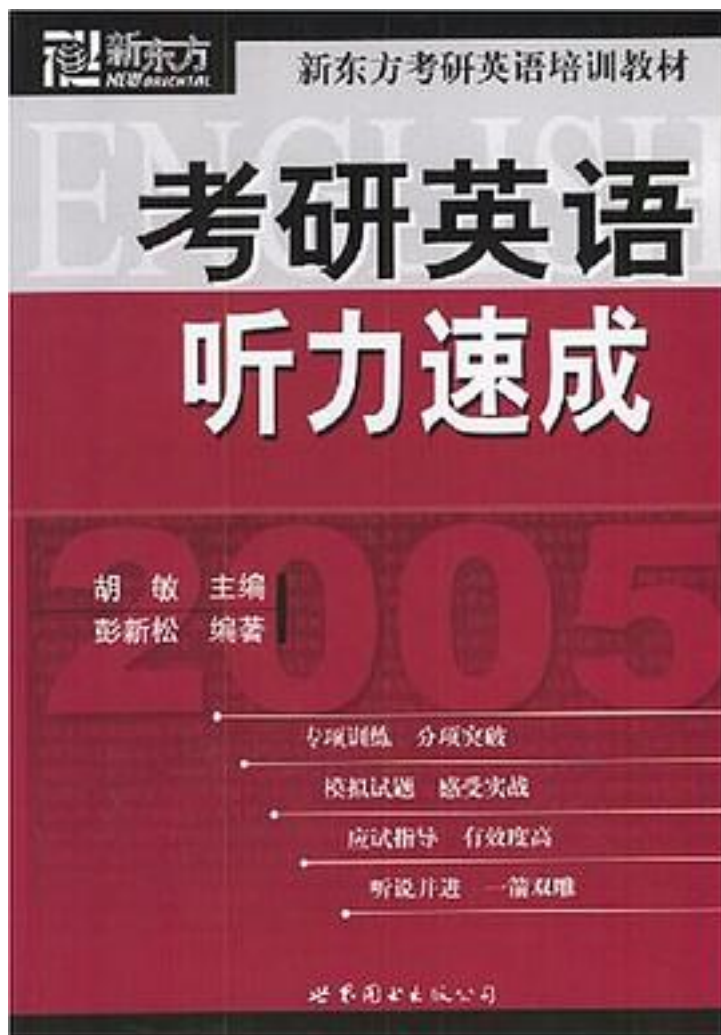 新东方
NEW ORIENTAL
新东方考研英语培训教材
ENGLISH
考研英语
听力速成
2005
胡 敏 主编
彭新松 编著
专项训练 分项突破
模拟试题 感受实战
应试指导 有效度高
听说并进 一箭双雕
世界图书出版公司